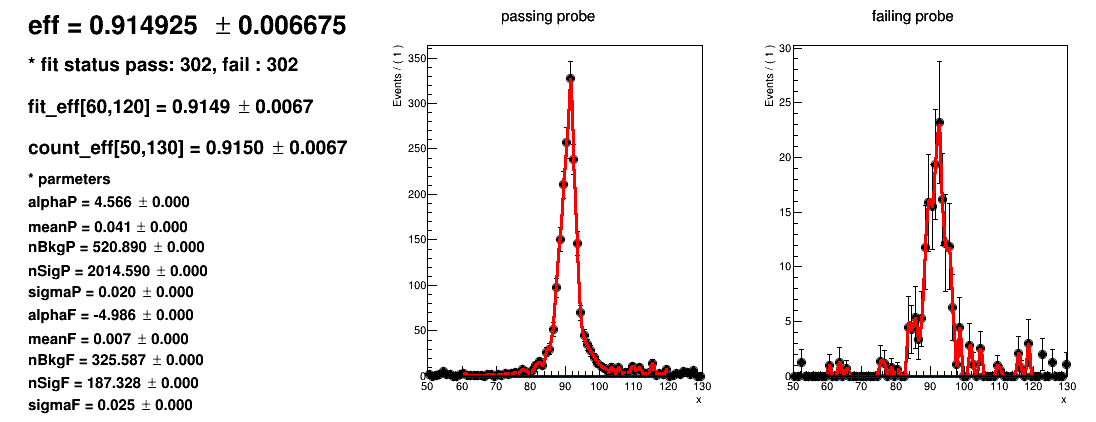 eff = 0.914925 ± 0.006675
* fit status pass: 302, fail : 302
fit_eff[60,120] = 0.9149 ± 0.0067
count_eff[50,130] = 0.9150 ± 0.0067
* parmeters
alphaP = 4.566 ± 0.000
meanP = 0.041 ± 0.000
nBkgP = 520.890 ± 0.000
nSigP = 2014.590 ± 0.000
sigmaP = 0.020 ± 0.000
alphaF = -4.986 ± 0.000
meanF = 0.007 ± 0.000
nBkgF = 325.587 ± 0.000
nSigF = 187.328 ± 0.000
sigmaF = 0.025 ± 0.000
passing probe
Events / ( 1 )
350
300
250
200
150
100
50
0
50 60 70 80 90 100 110 120 130
x
failing probe
Events / ( 1 )
30
25
20
15
10
5
0
50 60 70 80 90 100 110 120 130
x